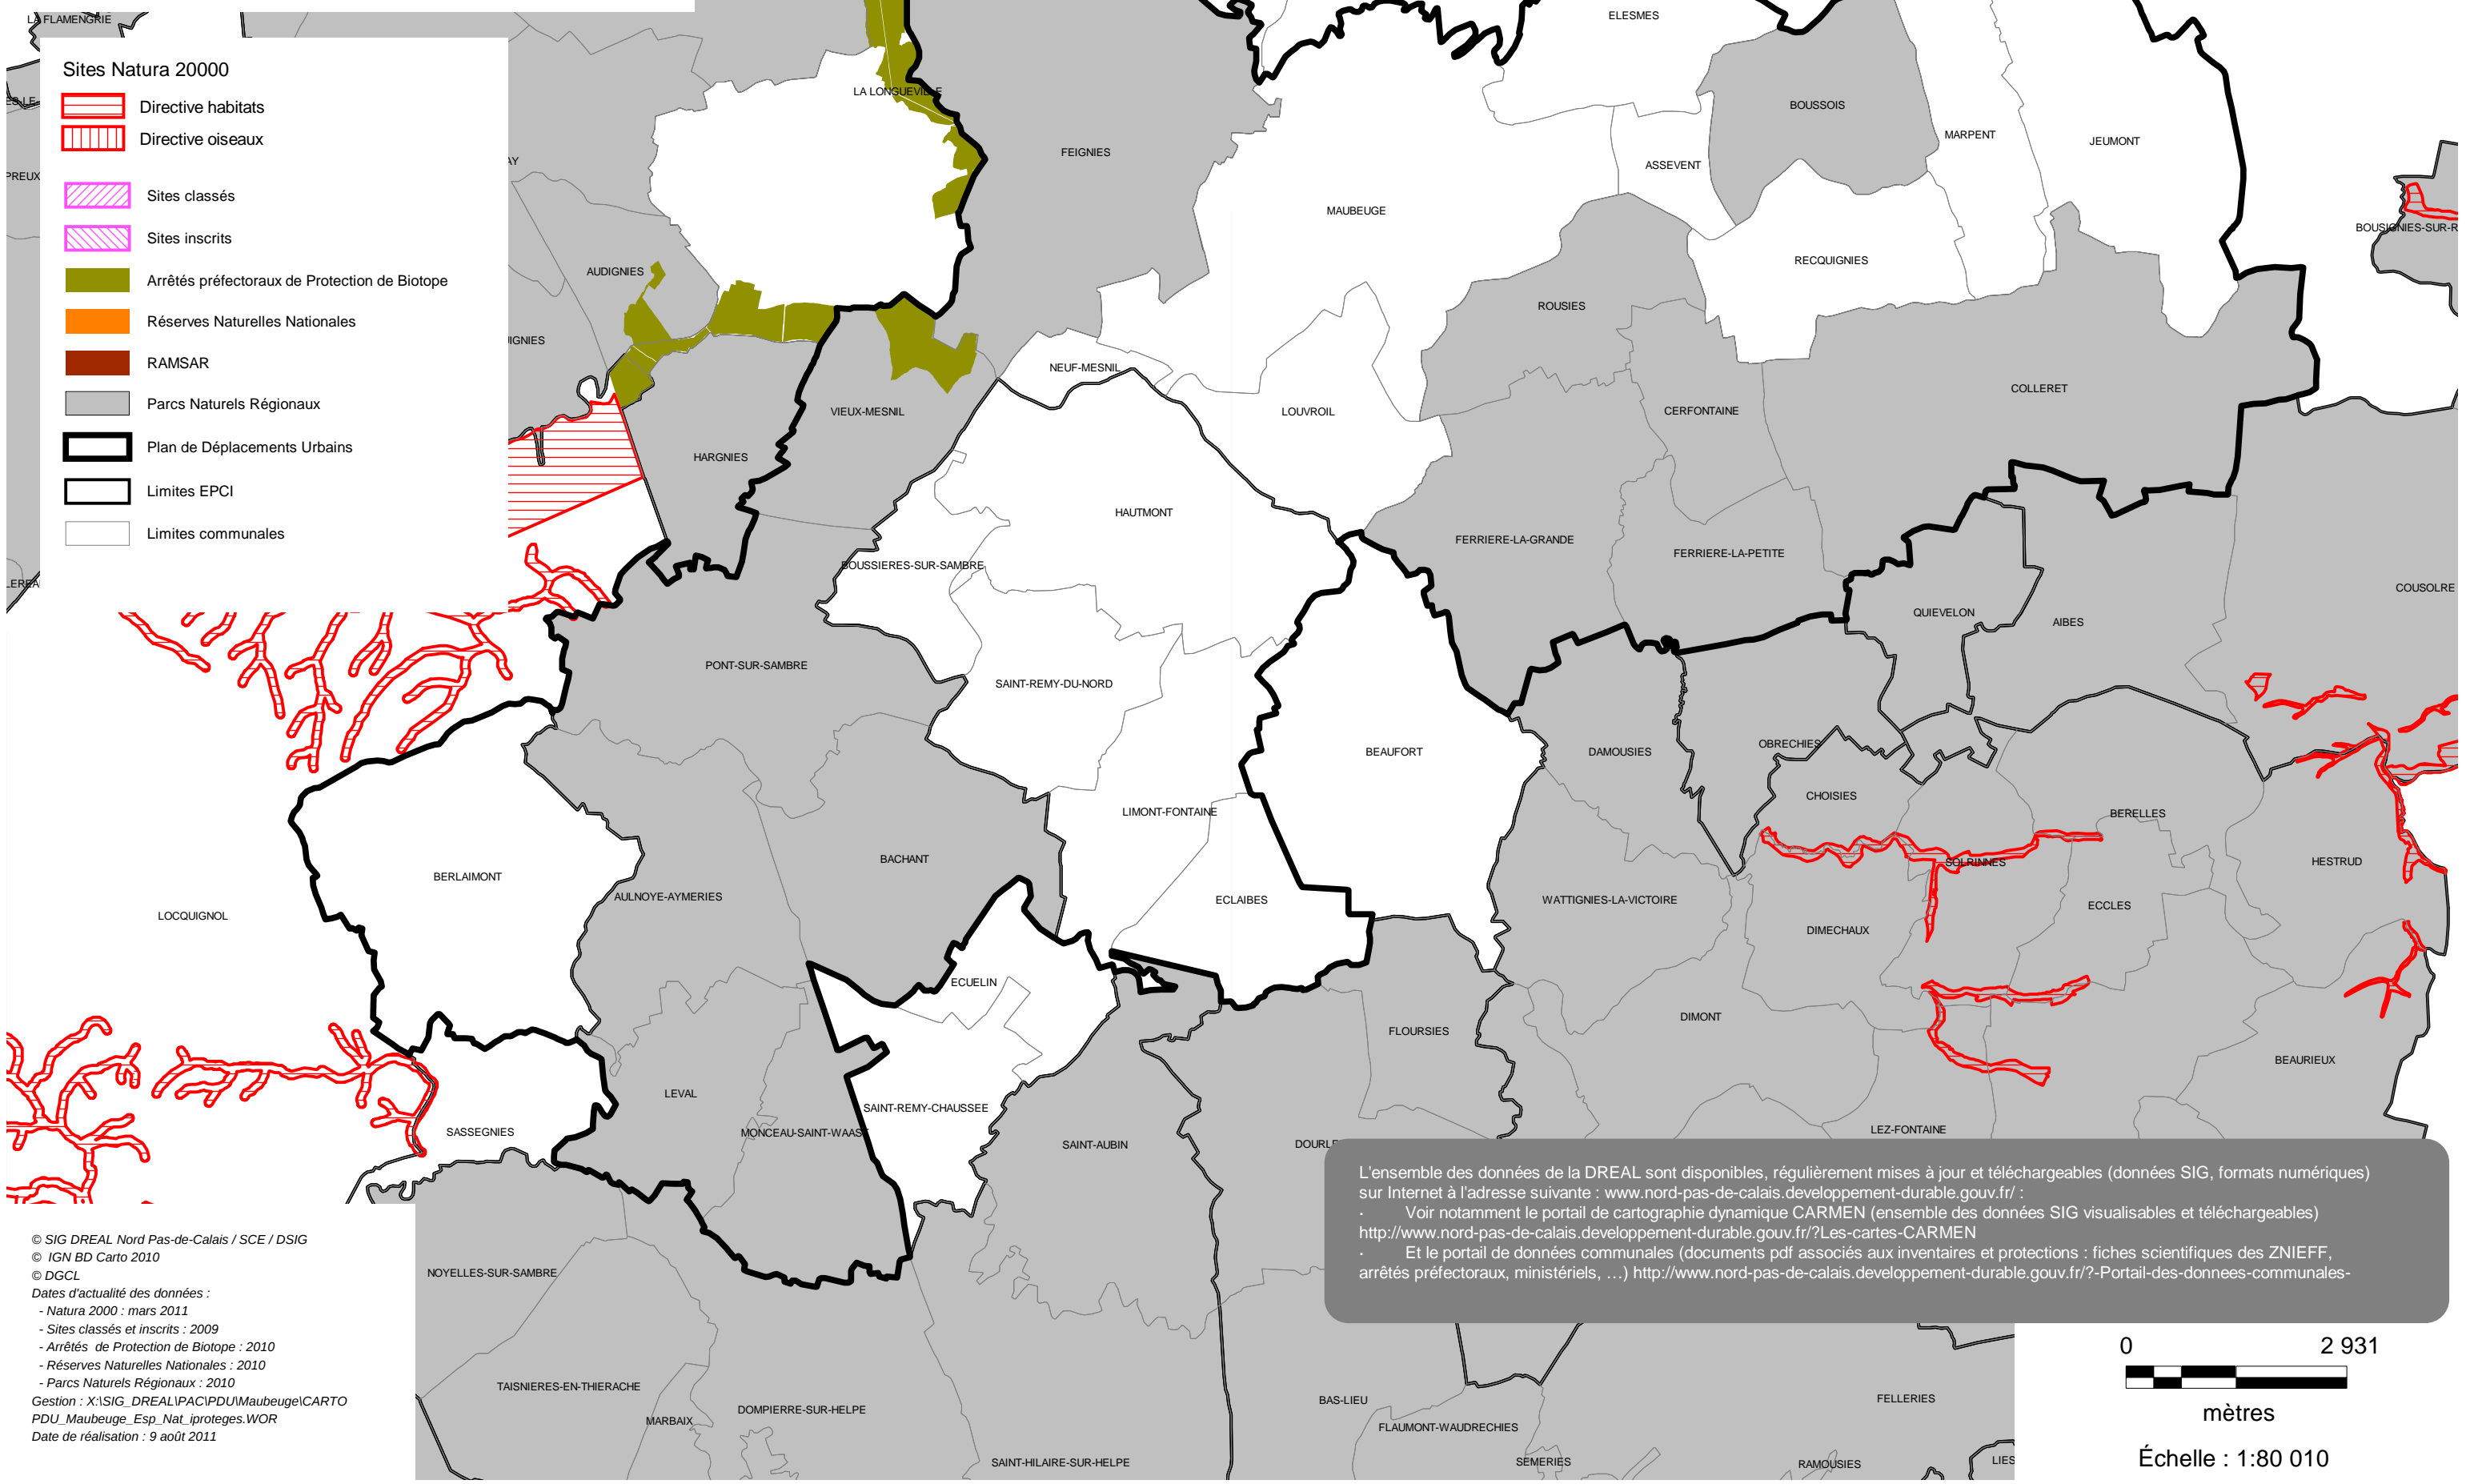 LA FLAMENGRIE
ELESMES
Sites Natura 20000
Directive habitats
Directive oiseaux
Sites classés
Sites inscrits
Arrêtés préfectoraux de Protection de Biotope
Réserves Naturelles Nationales
RAMSAR
Parcs Naturels Régionaux
Plan de Déplacements Urbains
Limites EPCI
Limites communales
LA LONGUEVILLE
BOUSSOIS
MARPENT
JEUMONT
FEIGNIES
ASSEVENT
AY
PREUX
MAUBEUGE
BOUSIGNIES-SUR-R
RECQUIGNIES
AUDIGNIES
ROUSIES
IGNIES
NEUF-MESNIL
COLLERET
VIEUX-MESNIL
LOUVROIL
CERFONTAINE
HARGNIES
HAUTMONT
FERRIERE-LA-GRANDE
FERRIERE-LA-PETITE
BOUSSIERES-SUR-SAMBRE
LEREA
COUSOLRE
QUIEVELON
AIBES
PONT-SUR-SAMBRE
SAINT-REMY-DU-NORD
BEAUFORT
DAMOUSIES
OBRECHIES
CHOISIES
LIMONT-FONTAINE
BERELLES
BACHANT
SOLRINNES
HESTRUD
BERLAIMONT
AULNOYE-AYMERIES
ECLAIBES
WATTIGNIES-LA-VICTOIRE
ECCLES
LOCQUIGNOL
DIMECHAUX
ECUELIN
DIMONT
FLOURSIES
BEAURIEUX
LEVAL
SAINT-REMY-CHAUSSEE
SASSEGNIES
MONCEAU-SAINT-WAAST
SAINT-AUBIN
DOURLE
LEZ-FONTAINE
L'ensemble des données de la DREAL sont disponibles, régulièrement mises à jour et téléchargeables (données SIG, formats numériques)
sur Internet à l'adresse suivante : www.nord-pas-de-calais.developpement-durable.gouv.fr/ :
· Voir notamment le portail de cartographie dynamique CARMEN (ensemble des données SIG visualisables et téléchargeables)
http://www.nord-pas-de-calais.developpement-durable.gouv.fr/?Les-cartes-CARMEN
· Et le portail de données communales (documents pdf associés aux inventaires et protections : fiches scientifiques des ZNIEFF,
arrêtés préfectoraux, ministériels, …) http://www.nord-pas-de-calais.developpement-durable.gouv.fr/?-Portail-des-donnees-communales-
© SIG DREAL Nord Pas-de-Calais / SCE / DSIG
© IGN BD Carto 2010
© DGCL
Dates d'actualité des données :
- Natura 2000 : mars 2011
- Sites classés et inscrits : 2009
- Arrêtés de Protection de Biotope : 2010
- Réserves Naturelles Nationales : 2010
- Parcs Naturels Régionaux : 2010
Gestion : X:\SIG_DREAL\PAC\PDU\Maubeuge\CARTO
PDU_Maubeuge_Esp_Nat_iproteges.WOR
Date de réalisation : 9 août 2011
NOYELLES-SUR-SAMBRE
TAISNIERES-EN-THIERACHE
MARBAIX
DOMPIERRE-SUR-HELPE
SAINT-HILAIRE-SUR-HELPE
BAS-LIEU
FLAUMONT-WAUDRECHIES
SEMERIES
FELLERIES
RAMOUSIES
LIES
0 2 931
mètres
Échelle : 1:80 010